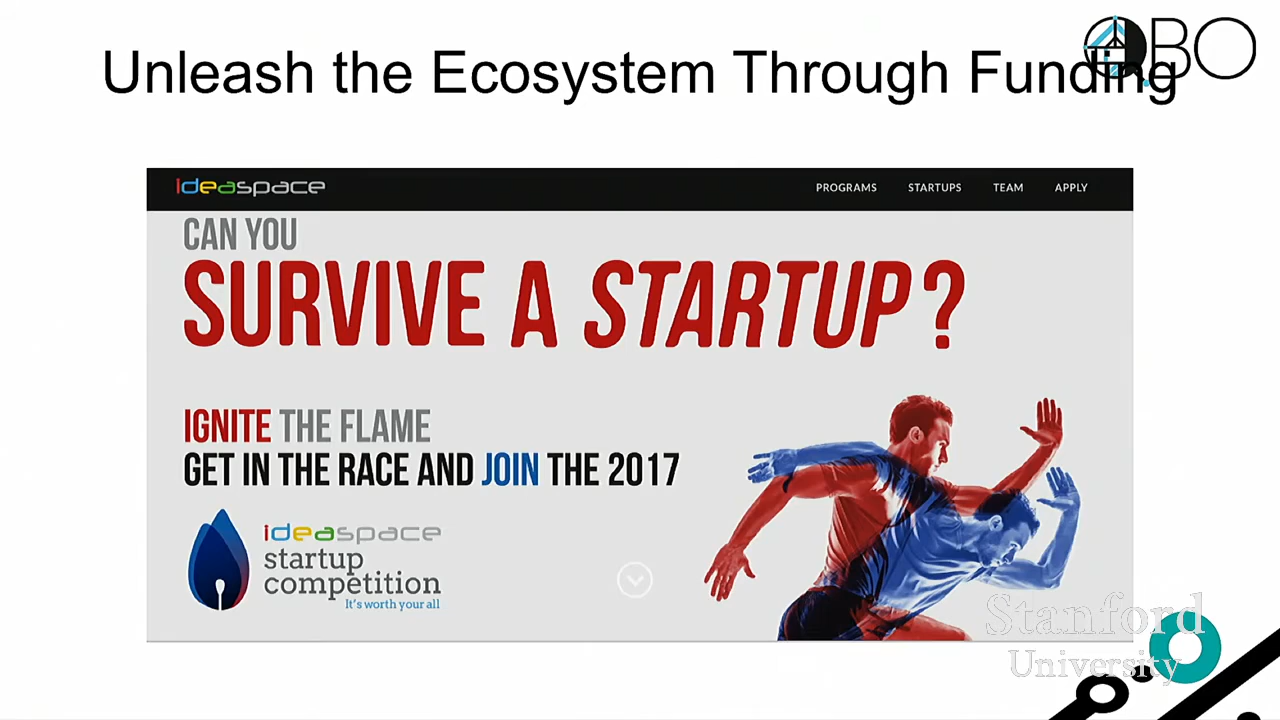 Unleash the Ecosystem Through Funding
QBO
ideaspace
PROGRAMS STARTUPS TEAM APPLY
CAN YOU
SURVIVE A STARTUP?
IGNITE THE FLAME
GET IN THE RACE AND JOIN THE 2017
ideaspace
startup
competition
It's worth your all
Stanford
University